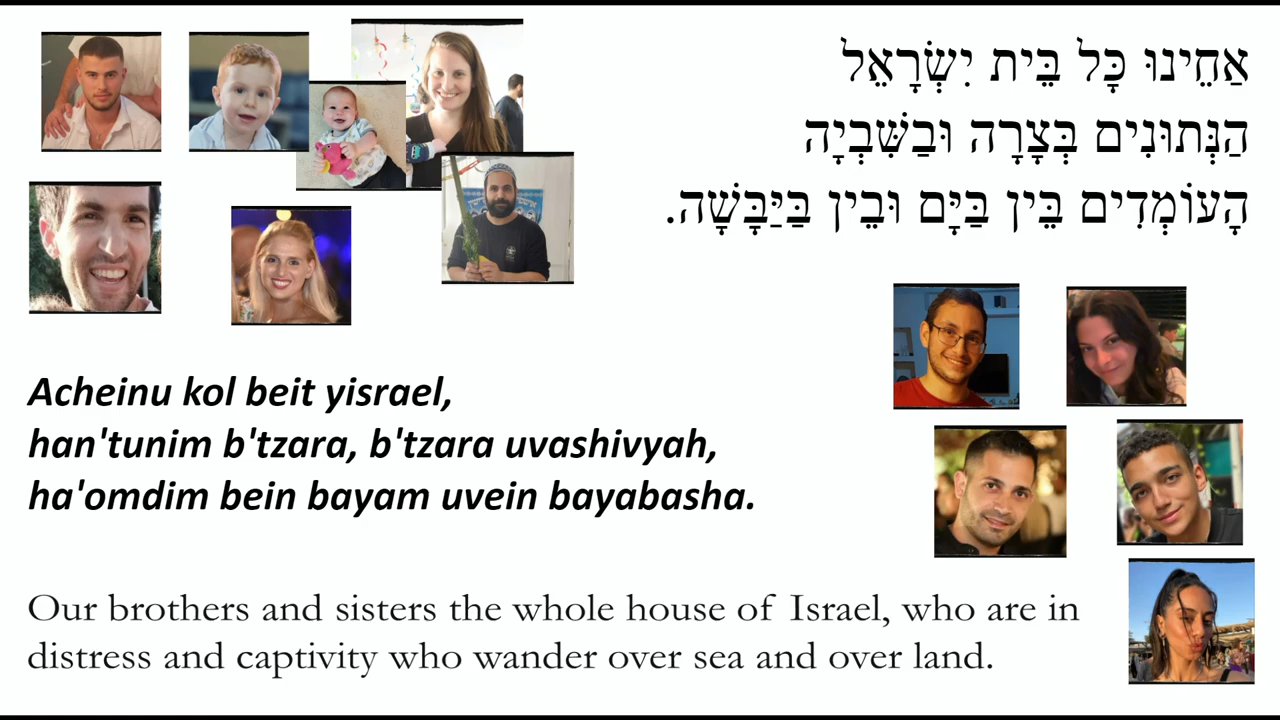 אַחֵינוּ כָּל בֵּית יִשְׂרָאֵל
הַנְּתוּנִים בְּצָרָה וּבַשִּׁבְיָה
הָעוֹמְדִים בֵּין בַּיָּם וּבֵין בַּיַּבָּשָׁה.
Acheinu kol beit yisrael,
han'tunim b'tzara, b'tzara uvashivyah,
ha'omdim bein bayam uvein bayabasha.
Our brothers and sisters the whole house of Israel, who are in
distress and captivity who wander over sea and over land.